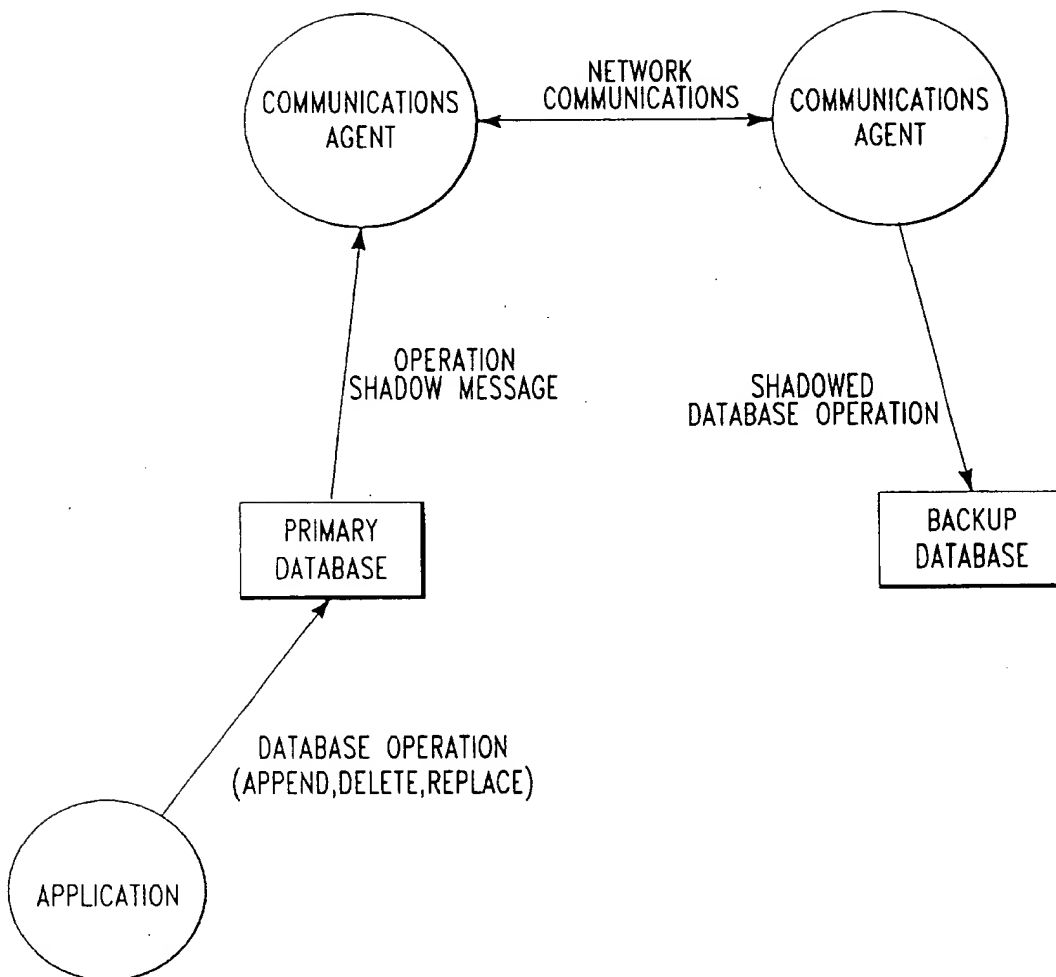 COMMUNICATIONS
AGENT
NETWORK
COMMUNICATIONS
COMMUNICATIONS
AGENT
OPERATION
SHADOW MESSAGE
SHADOWED
DATABASE OPERATION
PRIMARY
DATABASE
BACKUP
DATABASE
DATABASE OPERATION
(APPEND,DELETE,REPLACE)
APPLICATION